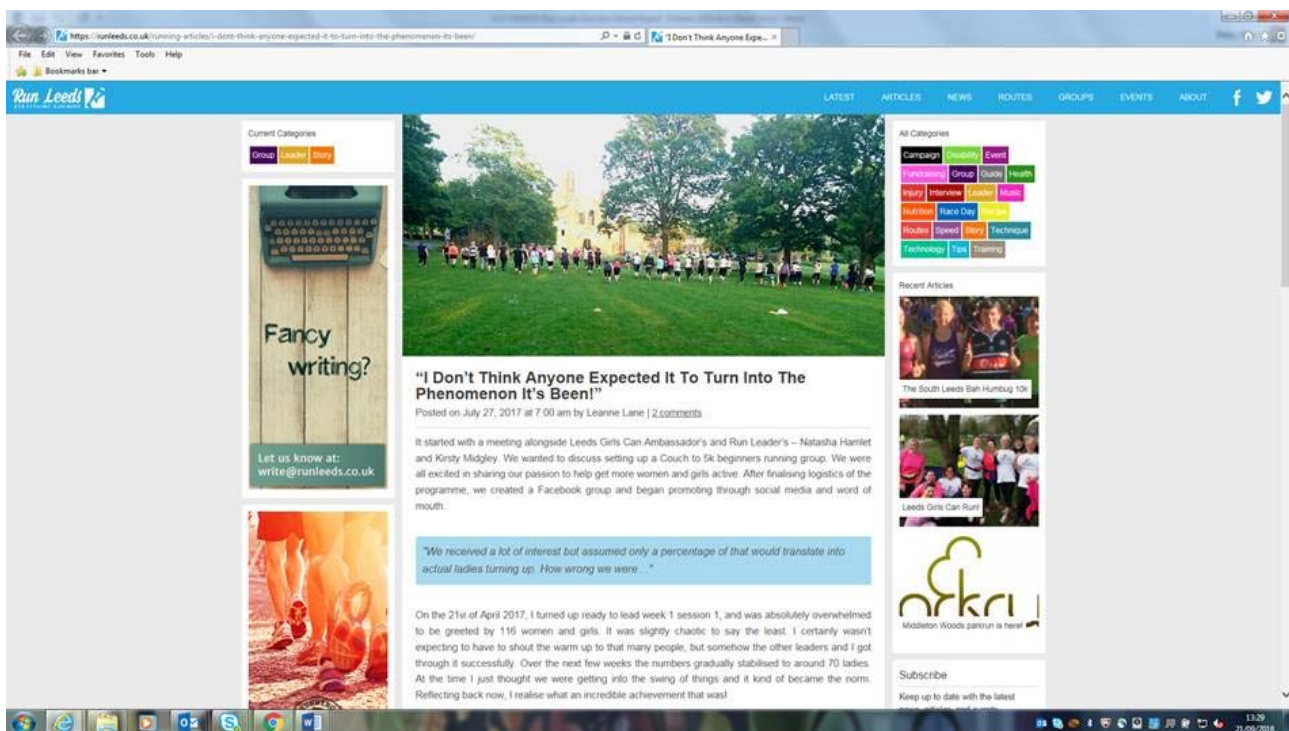 https://runleeds.co.uk/running-articles/i-dont-think-anyone-expected-it-to-turn-into-the-phenomenon-its-been/
"I Don't Think Anyone Expe...
File Edit View Favorites Tools Help
Bookmarks bar
Run Leeds
LATEST ARTICLES NEWS ROUTES GROUPS EVENTS ABOUT
Current Categories
Group Leader Story
Fancy
writing?
Let us know at:
write@runleeds.co.uk
“I Don’t Think Anyone Expected It To Turn Into The
Phenomenon It’s Been!”
Posted on July 27, 2017 at 7:00 am by Leanne Lane | 2 comments
It started with a meeting alongside Leeds Girls Can Ambassador's and Run Leader's – Natasha Hamlet
and Kirsty Midgley. We wanted to discuss setting up a Couch to 5k beginners running group. We were
all excited in sharing our passion to help get more women and girls active. After finalising logistics of the
programme, we created a Facebook group and began promoting through social media and word of
mouth.
"We received a lot of interest but assumed only a percentage of that would translate into
actual ladies turning up. How wrong we were…"
On the 21st of April 2017, I turned up ready to lead week 1 session 1, and was absolutely overwhelmed
to be greeted by 116 women and girls. It was slightly chaotic to say the least. I certainly wasn't
expecting to have to shout the warm up to that many people, but somehow the other leaders and I got
through it successfully. Over the next few weeks the numbers gradually stabilised to around 70 ladies.
At the time I just thought we were getting into the swing of things and it kind of became the norm.
Reflecting back now, I realise what an incredible achievement that was!
All Categories
Campaign Disability Event
Fundraising Group Guide Health
Injury Interview Leader Music
Nutrition Race Day Recipe
Routes Speed Story Technique
Technology Tips Training
Recent Articles
The South Leeds Bah Humbug 10k
Leeds Girls Can Run!
Middleton Woods parkrun is here!
Subscribe
Keep up to date with the latest
13:29
21/09/2018